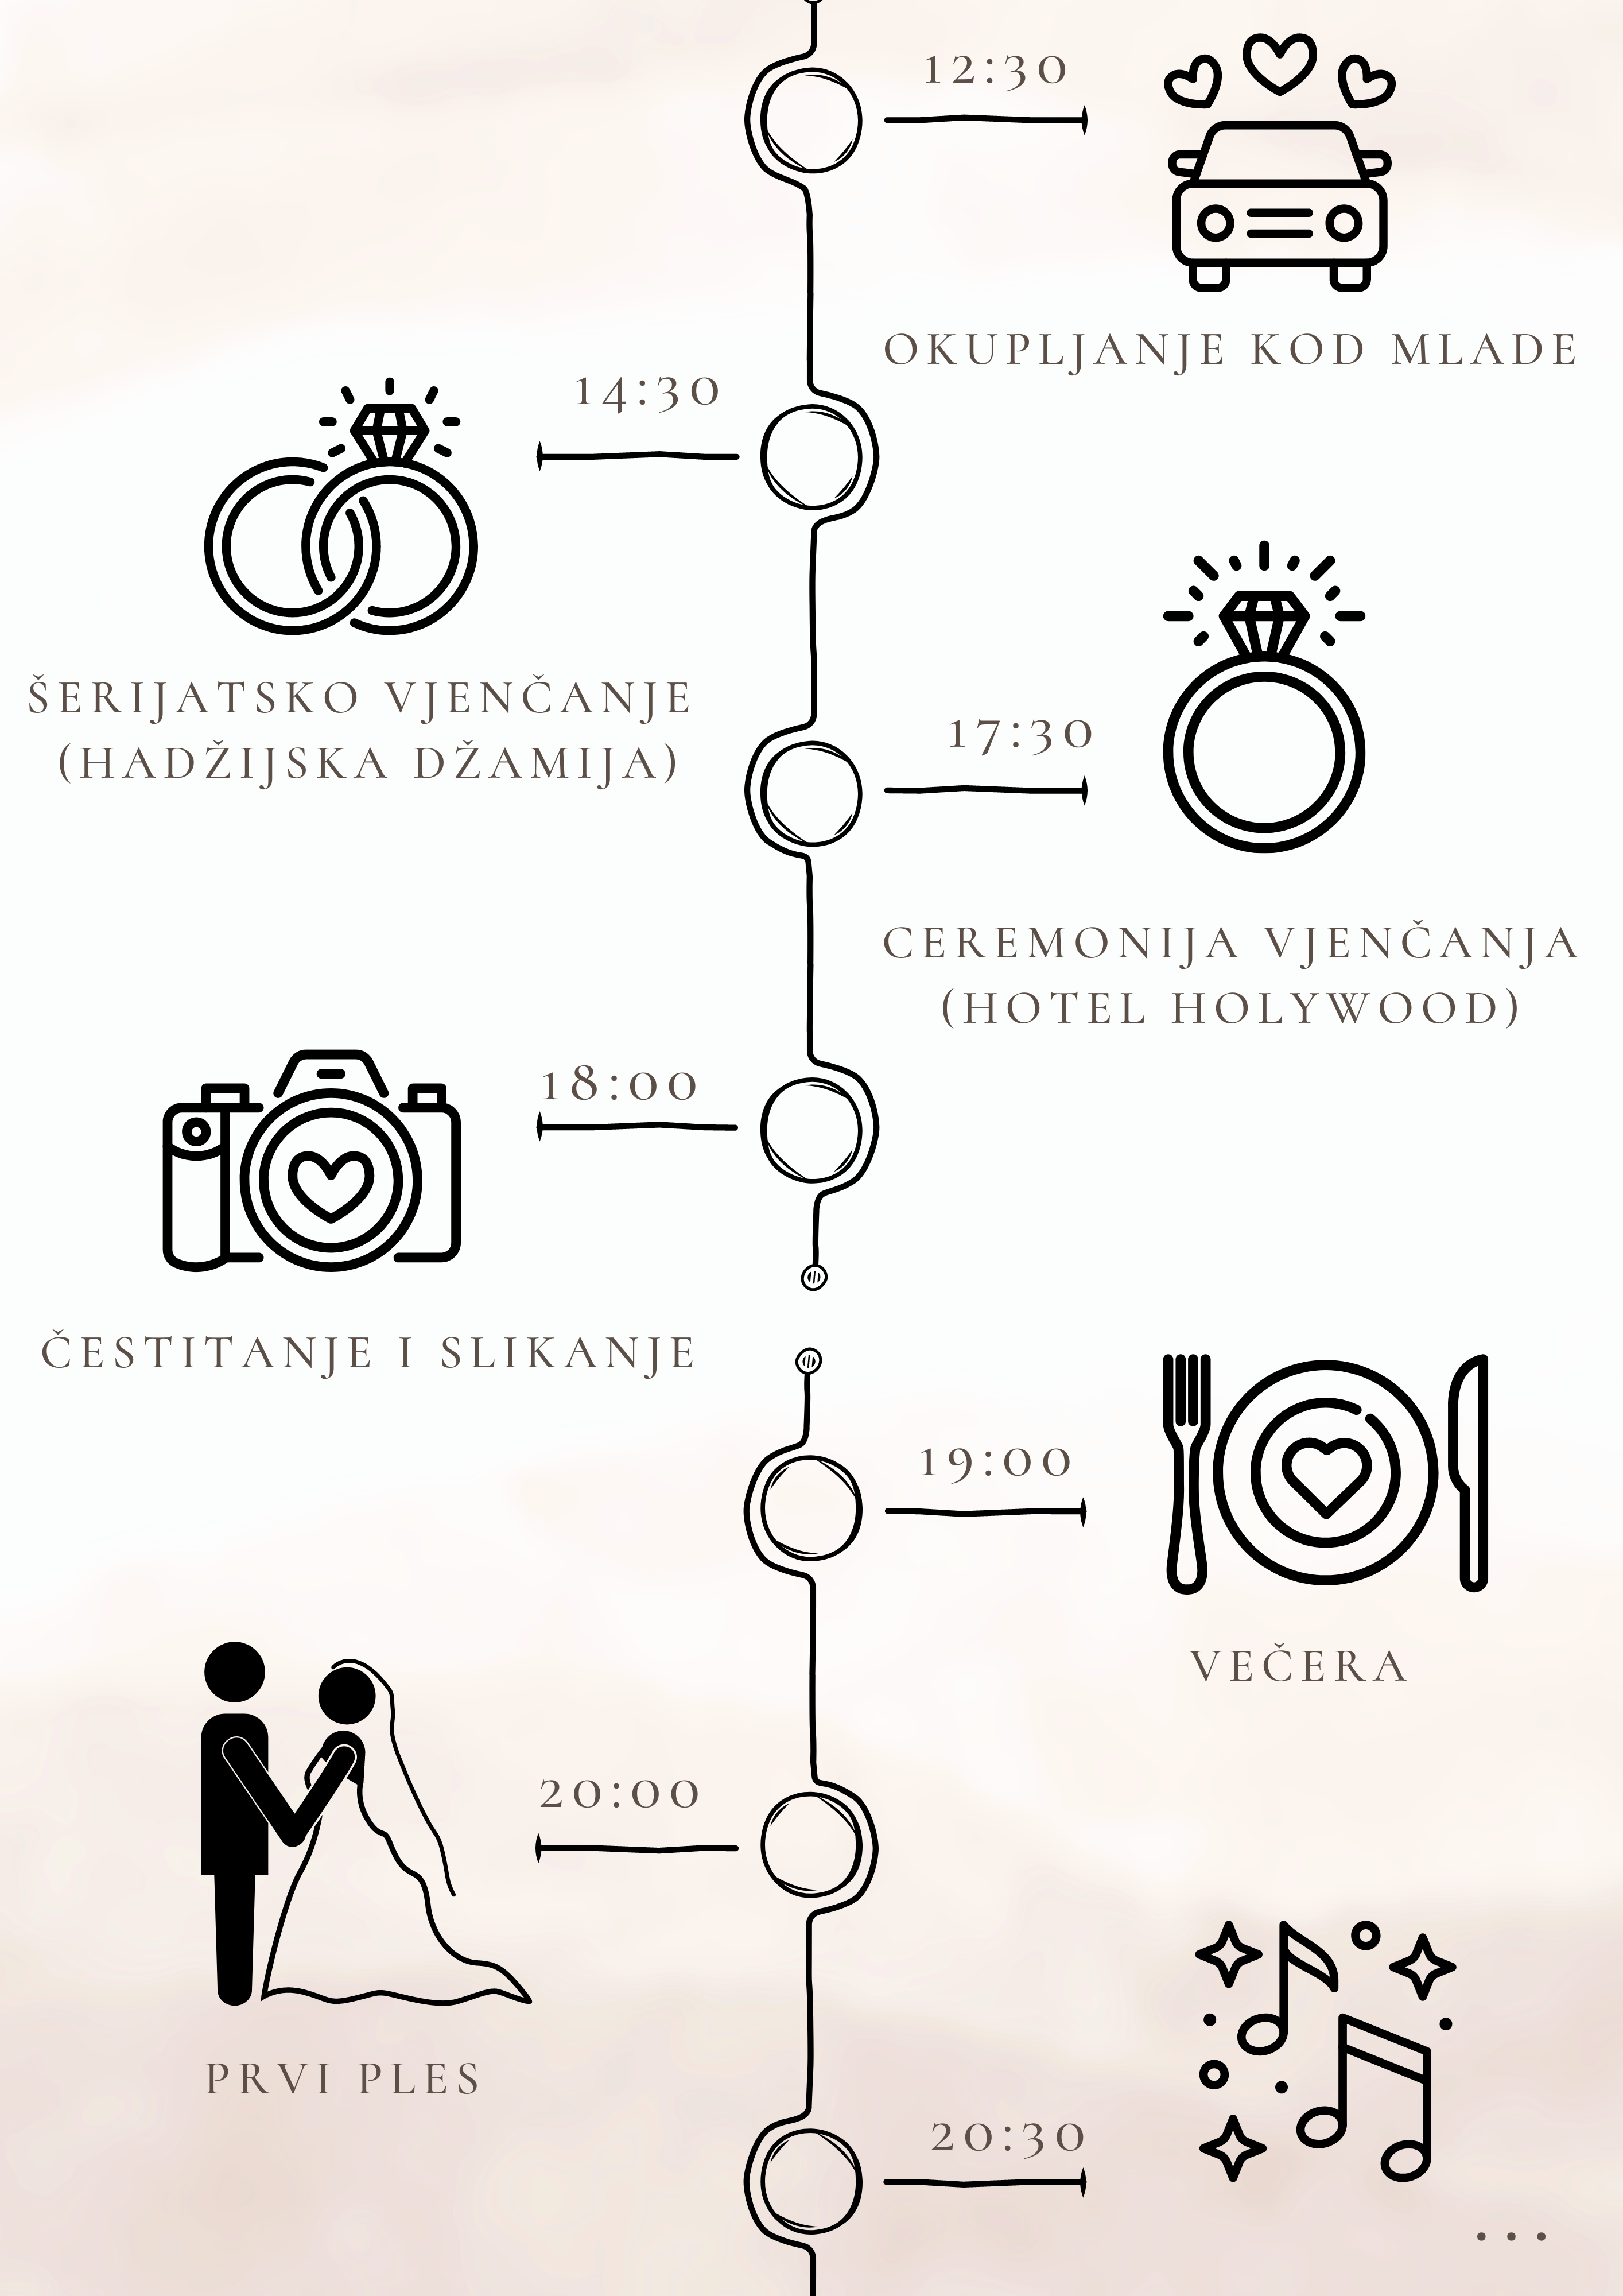 12:30
OKUPLJANJE KOD MLADE
14:30
ŠERIJATSKO VJENČANJE
(HADŽIJSKA DŽAMIJA)
17:30
CEREMONIJA VJENČANJA
(HOTEL HOLYWOOD)
18:00
ČESTITANJE I SLIKANJE
19:00
VEČERA
20:00
PRVI PLES
20:30
...